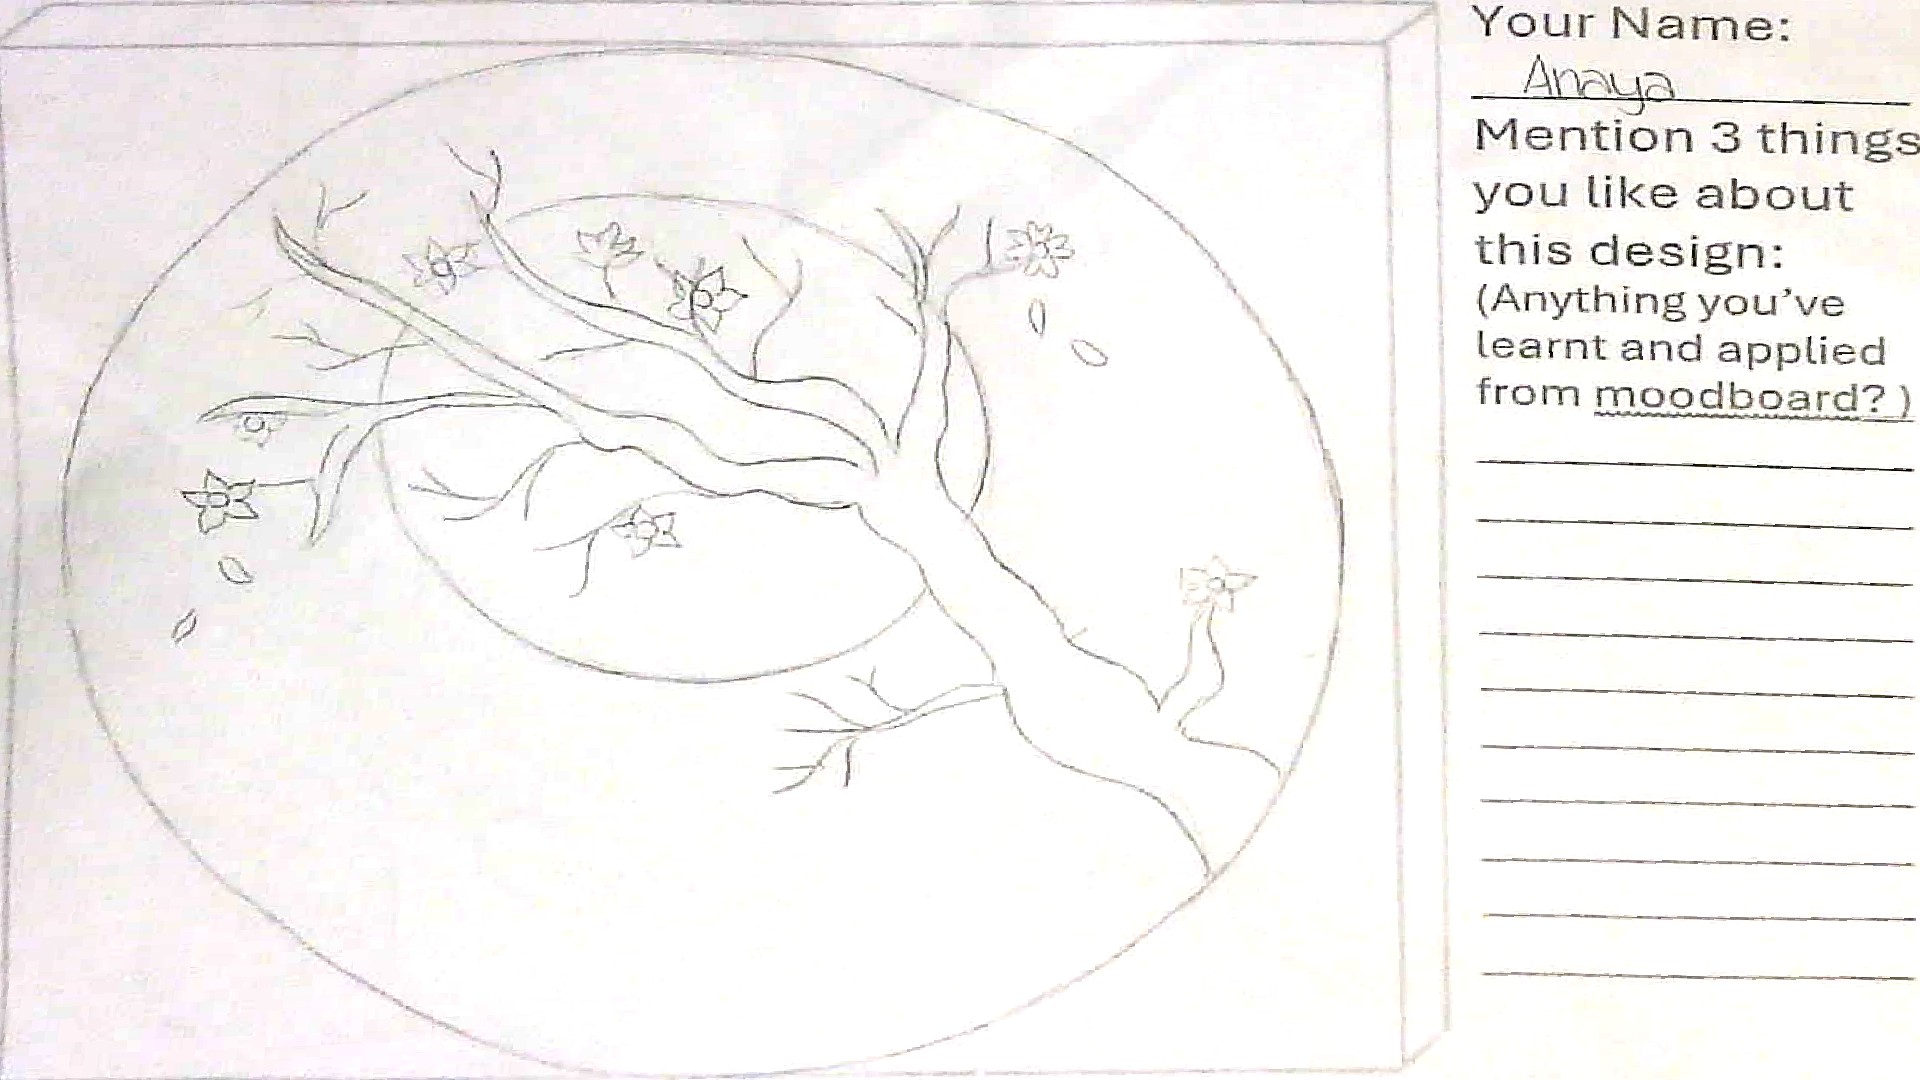 Your Name:
Anaya
Mention 3 things
you like about
this design:
(Anything you've
learnt and applied
from moodboard? )